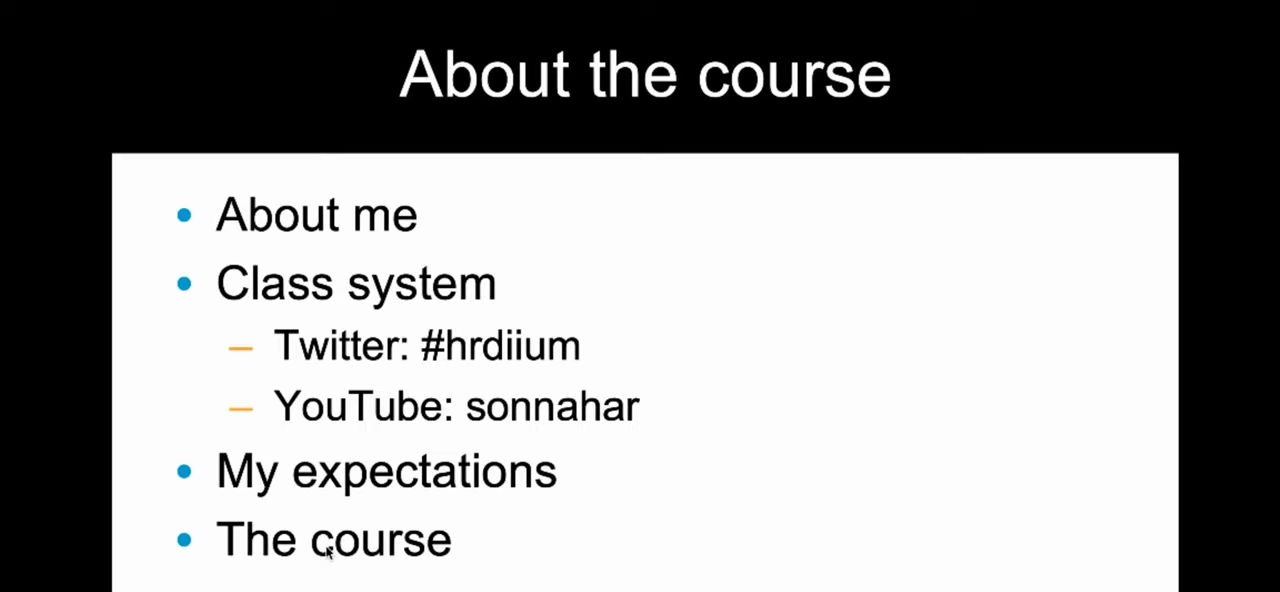 About the course
• About me
• Class system
– Twitter: #hrdiium
– YouTube: sonnahar
• My expectations
• The course